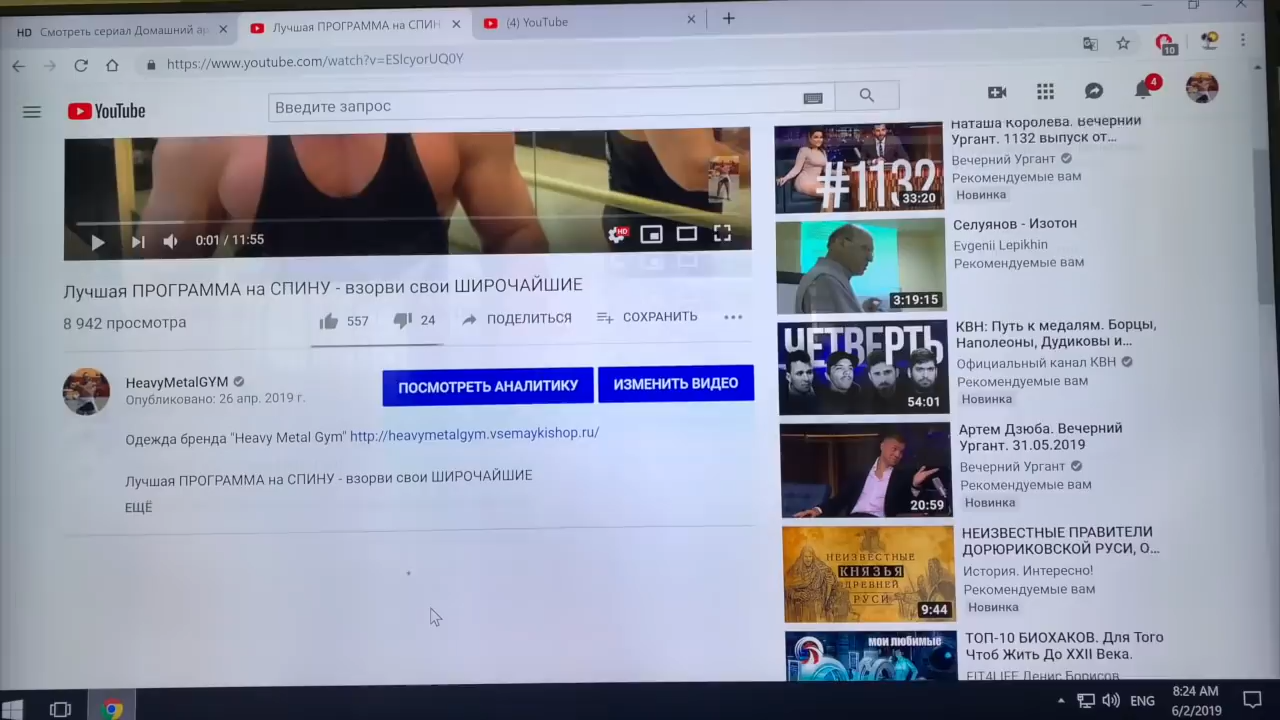 HD Смотреть сериал Домашний ар
Лучшая ПРОГРАММА на СПИН
(4) YouTube
https://www.youtube.com/watch?v=ESlcyorUQ0Y
10
YouTube
Введите запрос
4
0:01 / 11:55
HD
Лучшая ПРОГРАММА на СПИНУ - взорви свои ШИРОЧАЙШИЕ
8 942 просмотра
557
24
ПОДЕЛИТЬСЯ
СОХРАНИТЬ
HeavyMetalGYM
Опубликовано: 26 апр. 2019 г.
ПОСМОТРЕТЬ АНАЛИТИКУ
ИЗМЕНИТЬ ВИДЕО
Одежда бренда "Heavy Metal Gym" http://heavymetalgym.vsemaykishop.ru/
Лучшая ПРОГРАММА на СПИНУ - взорви свои ШИРОЧАЙШИЕ
ЕЩЁ
#1132
33:20
Наташа Королева. Вечерний
Ургант. 1132 выпуск от...
Вечерний Ургант
Рекомендуемые вам
Новинка
3:19:15
Селуянов - Изотон
Evgenii Lepikhin
Рекомендуемые вам
ЧЕТВЕРТЬ
54:01
КВН: Путь к медалям. Борцы,
Наполеоны, Дудиковы и...
Официальный канал КВН
Рекомендуемые вам
Новинка
20:59
Артем Дзюба. Вечерний
Ургант. 31.05.2019
Вечерний Ургант
Рекомендуемые вам
Новинка
НЕИЗВЕСТНЫЕ
КНЯЗЬЯ
ДРЕВНЕЙ
РУСИ
9:44
НЕИЗВЕСТНЫЕ ПРАВИТЕЛИ
ДОРЮРИКОВСКОЙ РУСИ, О...
История. Интересно!
Рекомендуемые вам
Новинка
МОИ ЛЮБИМЫЕ
ТОП-10 БИОХАКОВ. Для Того
Чтоб Жить До XXII Века.
FIT4LIFE Денис Борисов
ENG
8:24 AM
6/2/2019